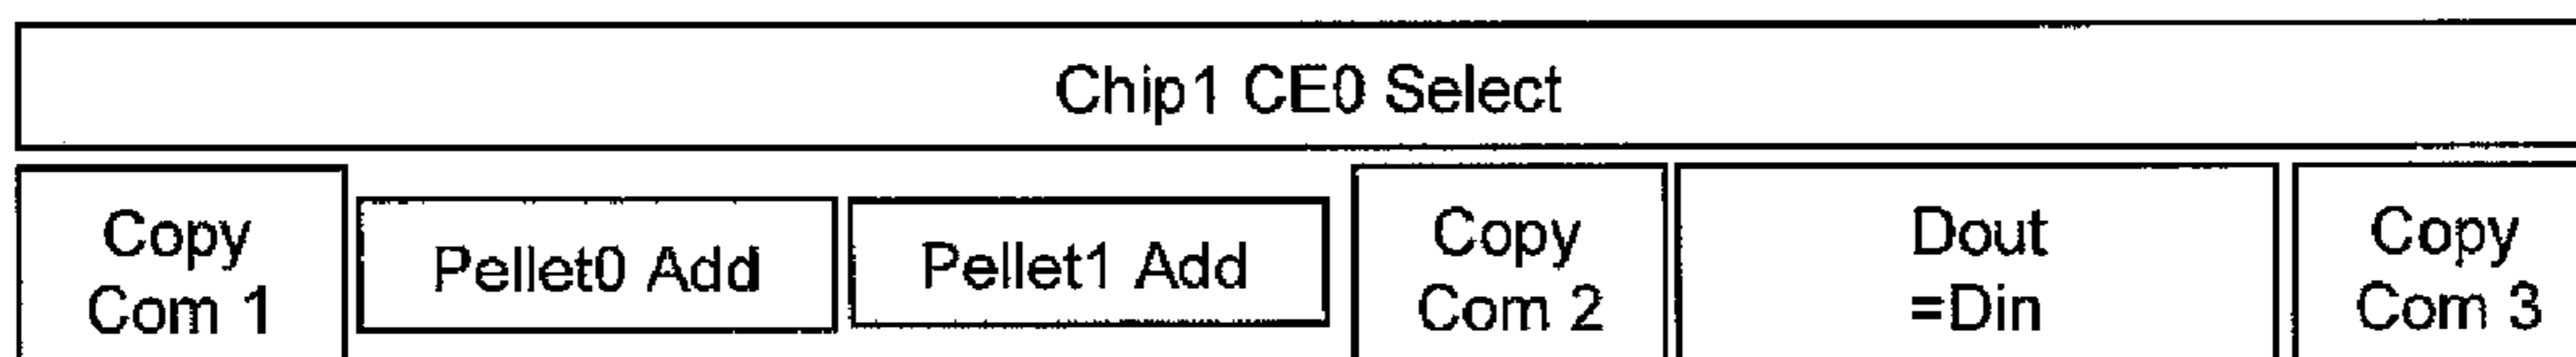 Chip1 CE0 Select
Copy
Com 1
Pellet0 Add
Pellet1 Add
Copy
Com 2
Dout
=Din
Copy
Com 3